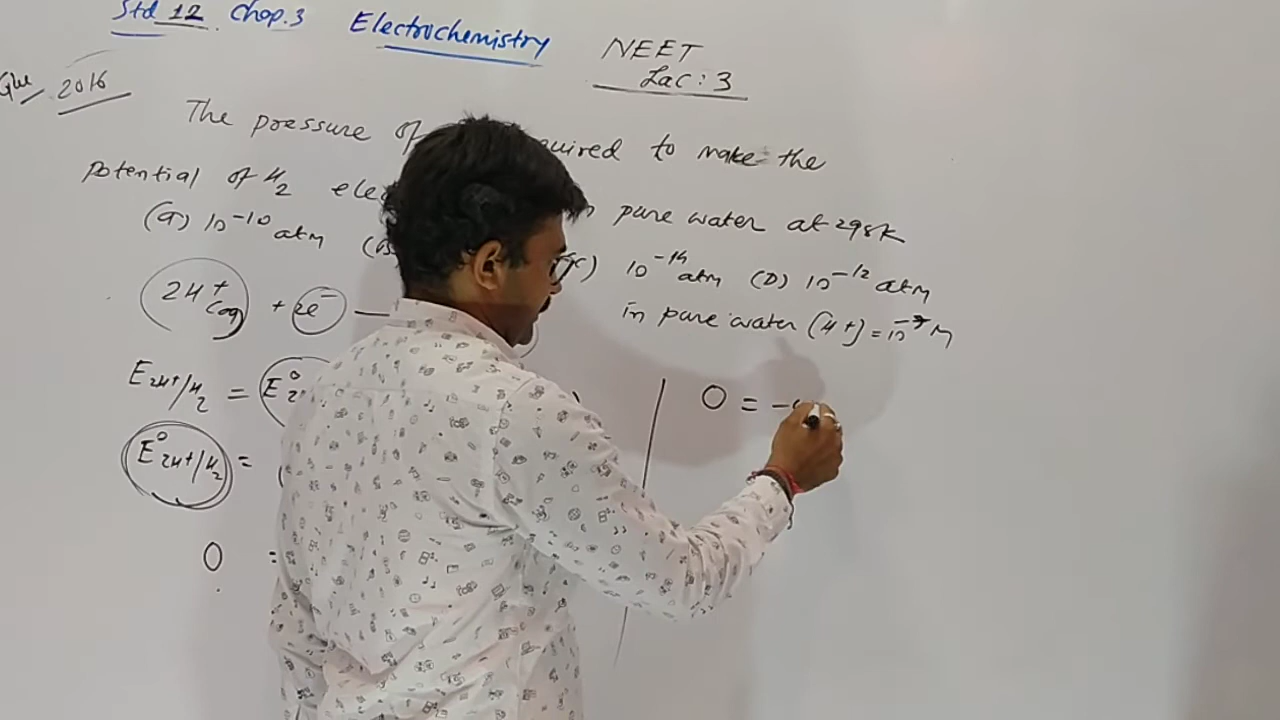 Std 12 Chap.3 Electrochemistry NEET
Lac: 3
Que 2016
The pressure of quired to make the
potential of H2 ele pure water at 298K
(A) 10⁻¹⁰ atm (B (C) 10⁻¹⁴ atm (D) 10⁻¹² atm
2H⁺(aq) + 2e⁻ —
in pure water (H+) = 10⁻⁷ M
E2H+/H2 = E°2
0 = -
E°2H+/H2 =
0 =